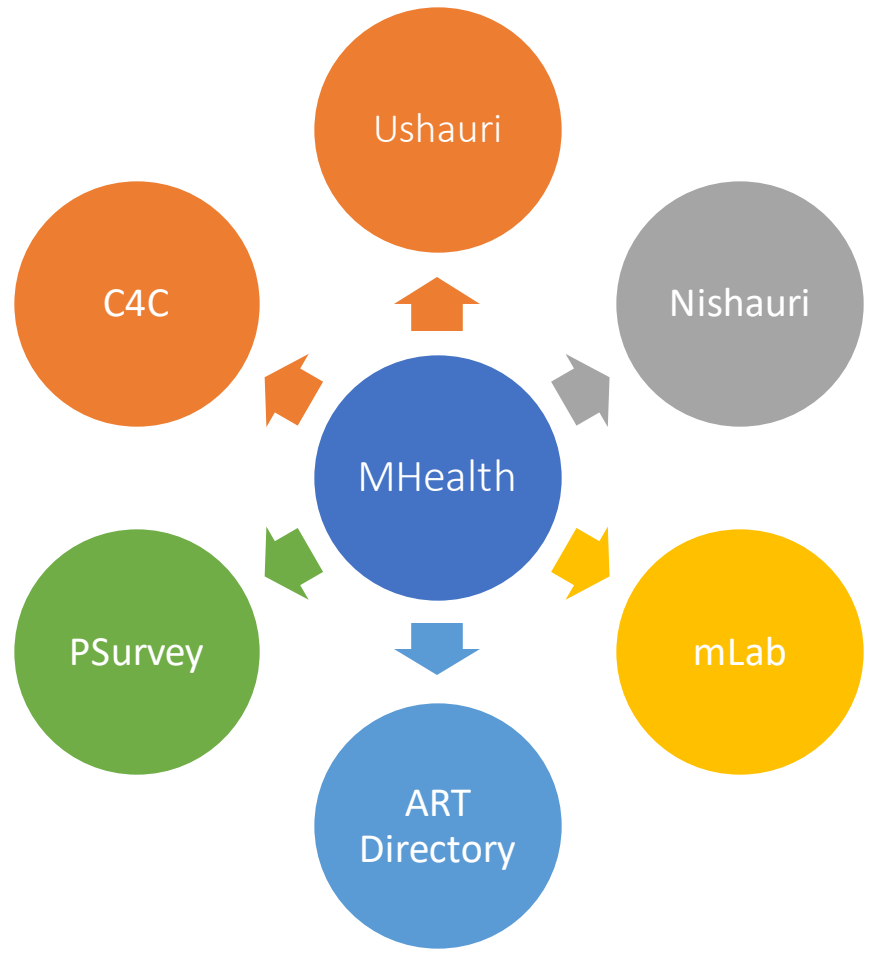 Ushauri
C4C
Nishauri
MHealth
PSurvey
mLab
ART
Directory